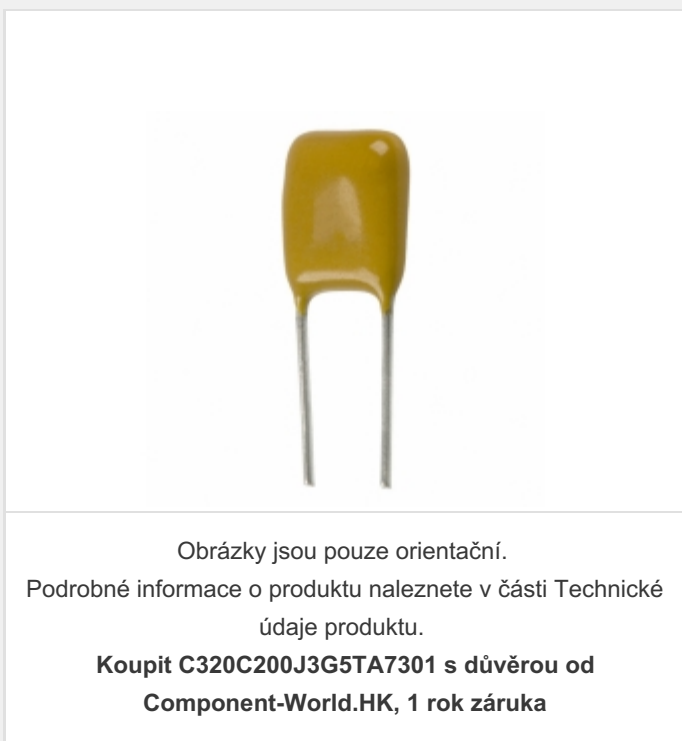 Obrázky jsou pouze orientační.
Podrobné informace o produktu naleznete v části Technické
údaje produktu.
Koupit C320C200J3G5TA7301 s důvěrou od
Component-World.HK, 1 rok záruka